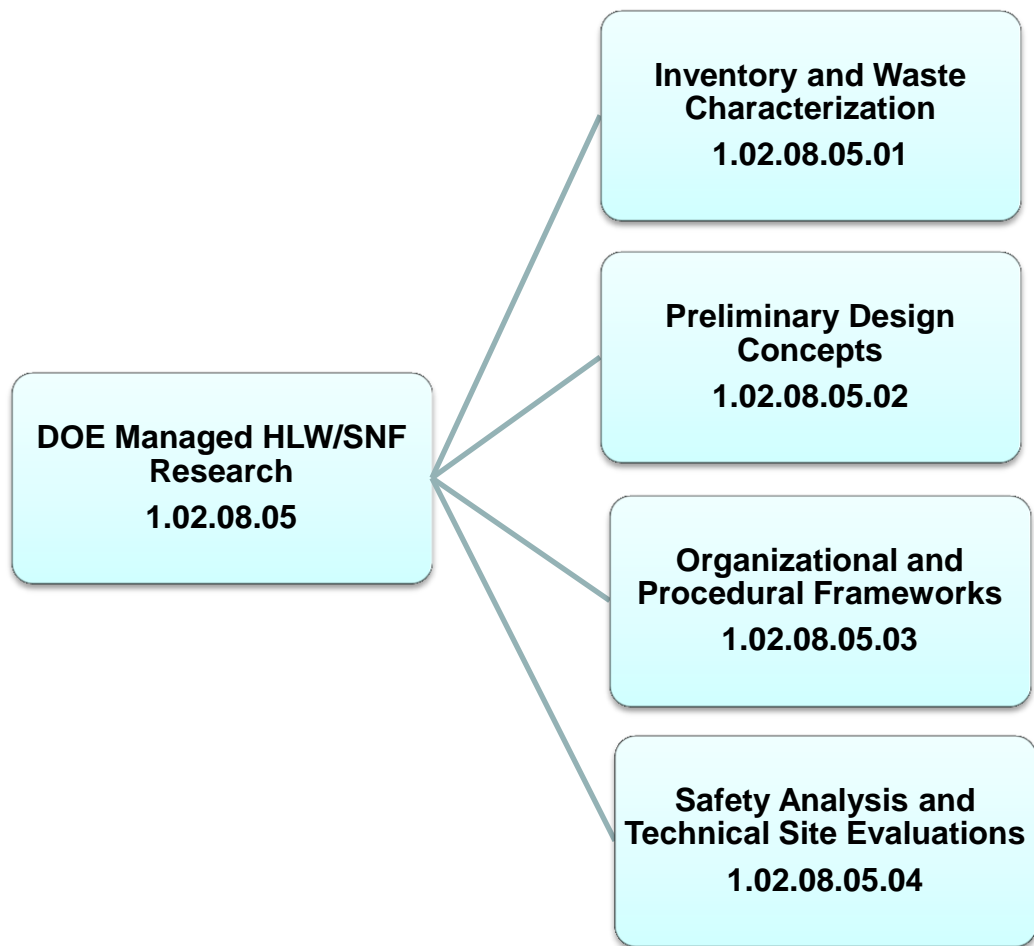 Inventory and Waste
Characterization
1.02.08.05.01
Preliminary Design
Concepts
1.02.08.05.02
DOE Managed HLW/SNF
Research
1.02.08.05
Organizational and
Procedural Frameworks
1.02.08.05.03
Safety Analysis and
Technical Site Evaluations
1.02.08.05.04